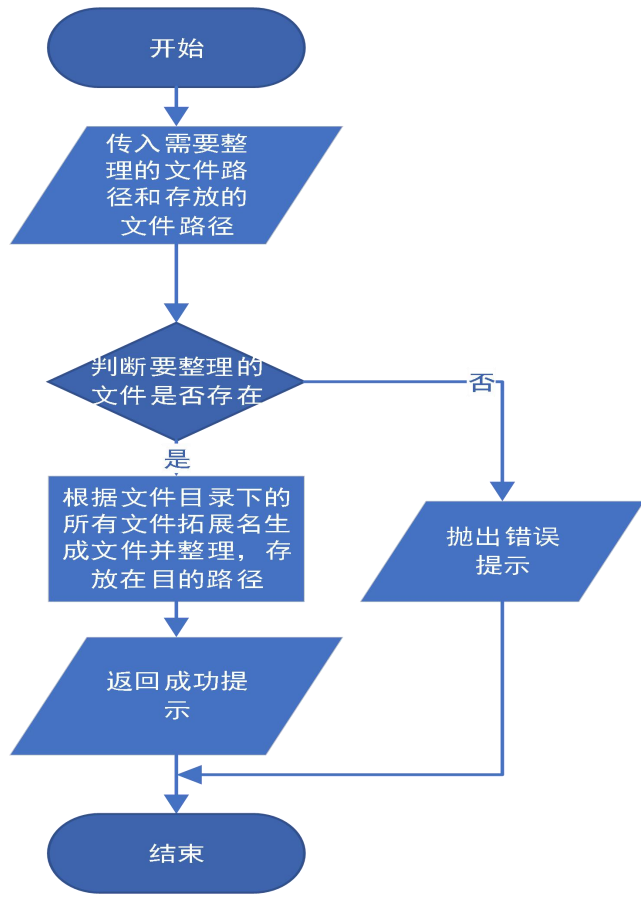 开始
传入需要整
理的文件路
径和存放的
文件路径
判断要整理的
文件是否存在
否
是
根据文件目录下的
所有文件拓展名生
成文件并整理，存
放在目的路径
抛出错误
提示
返回成功提
示
结束